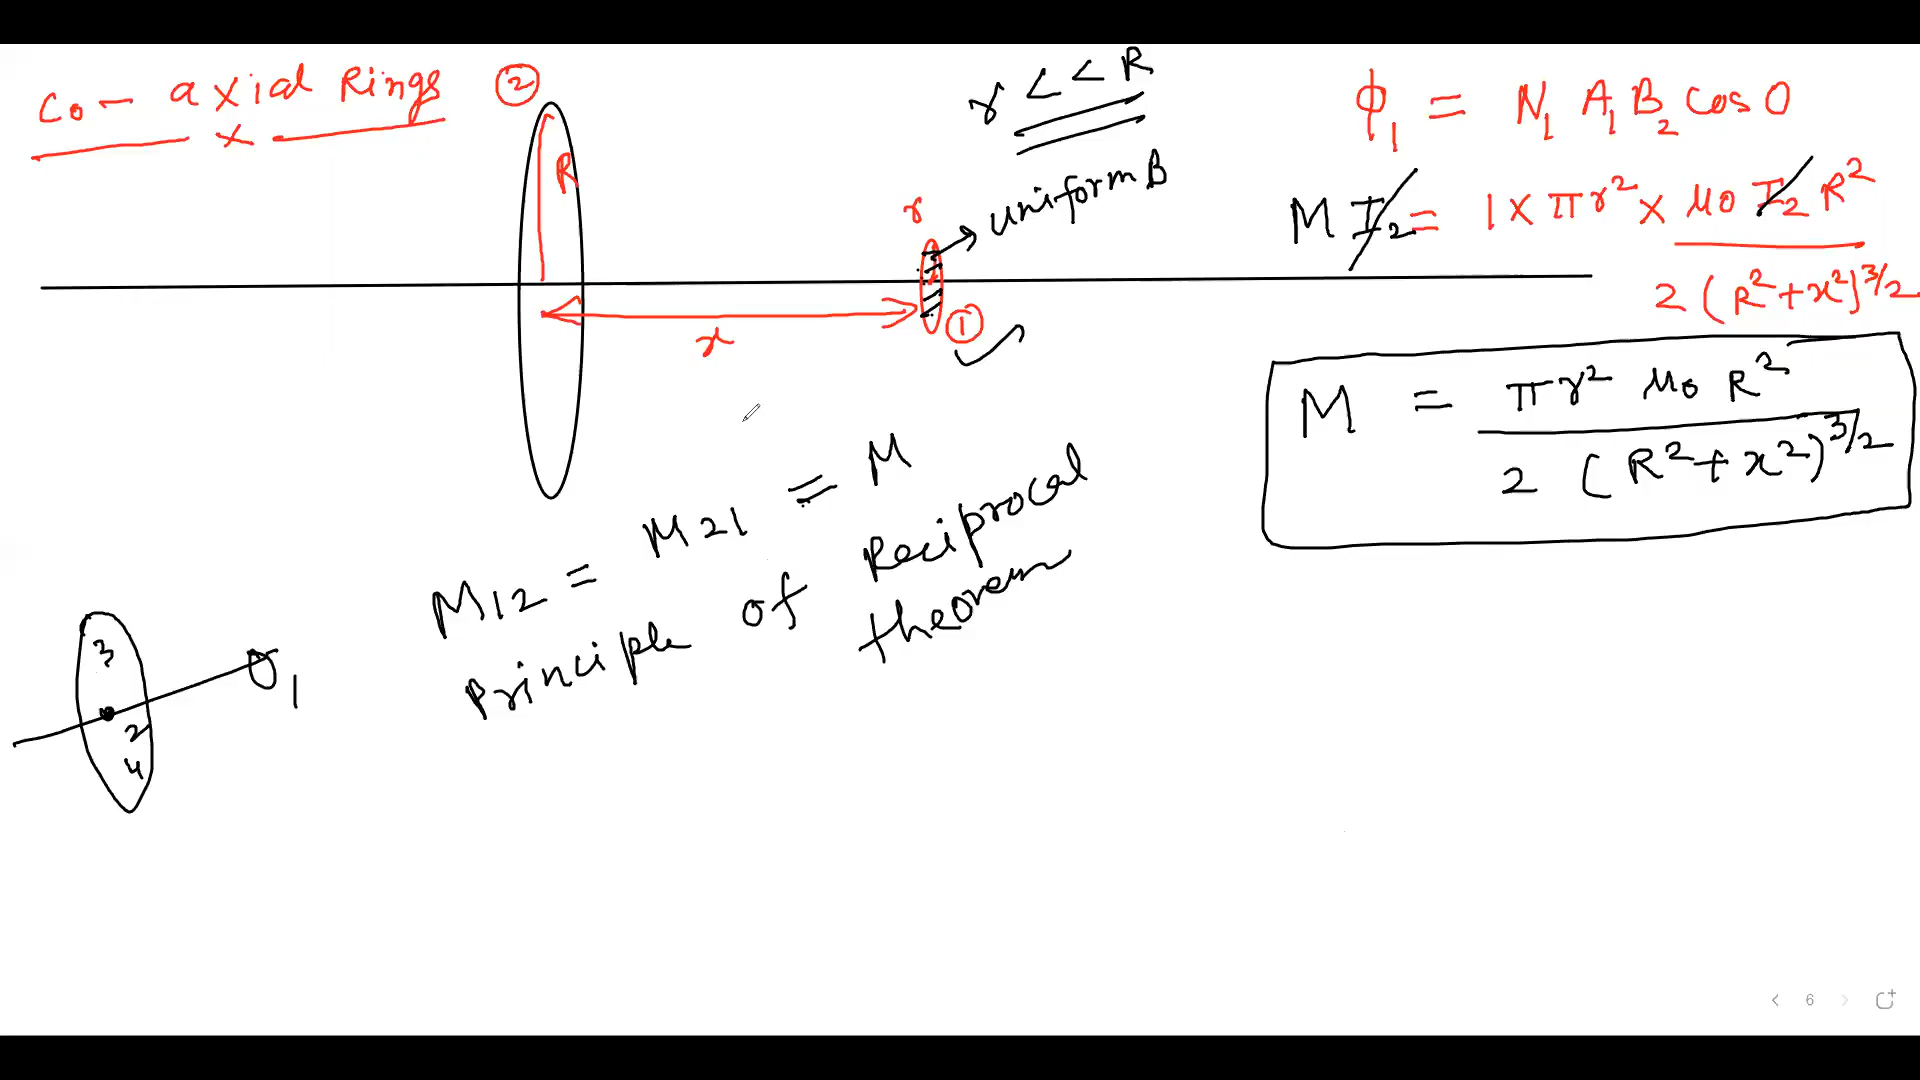 Co-axial Rings
②
R
r << R
uniform B
r
①
x
ϕ₁ = N₁ A₁ B₂ cos 0
M I₂ = 1 × πr² × μ₀ I₂ R²
2 (R²+x²)^3/2
M = πr² μ₀ R²
2 (R²+x²)^3/2
M12 = M21 = M
Principle of Reciprocal
theorem
3
2
4
1
6